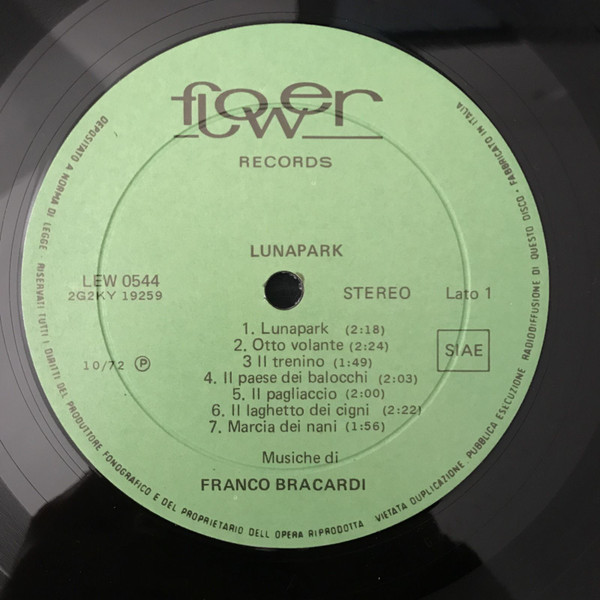 flower
RECORDS
LUNAPARK
LEW 0544
2G2KY 19259
STEREO
Lato 1
1. Lunapark (2:18)
2. Otto volante (2:24)
3 Il trenino (1:49)
4. Il paese dei balocchi (2:03)
5. Il pagliaccio (2:00)
6. Il laghetto dei cigni (2:22)
7. Marcia dei nani (1:56)
10/72 Ⓟ
SIAE
Musiche di
FRANCO BRACARDI
DEPOSITATO A NORMA DI LEGGE RISERVATI TUTTI I DIRITTI DEL PRODUTTORE FONOGRAFICO E DEL PROPRIETARIO DELL OPERA RIPRODOTTA VIETATA DUPLICAZIONE. PUBBLICA ESECUZIONE RADIODIFFUSIONE DI QUESTO DISCO - FABBRICATO IN ITALIA